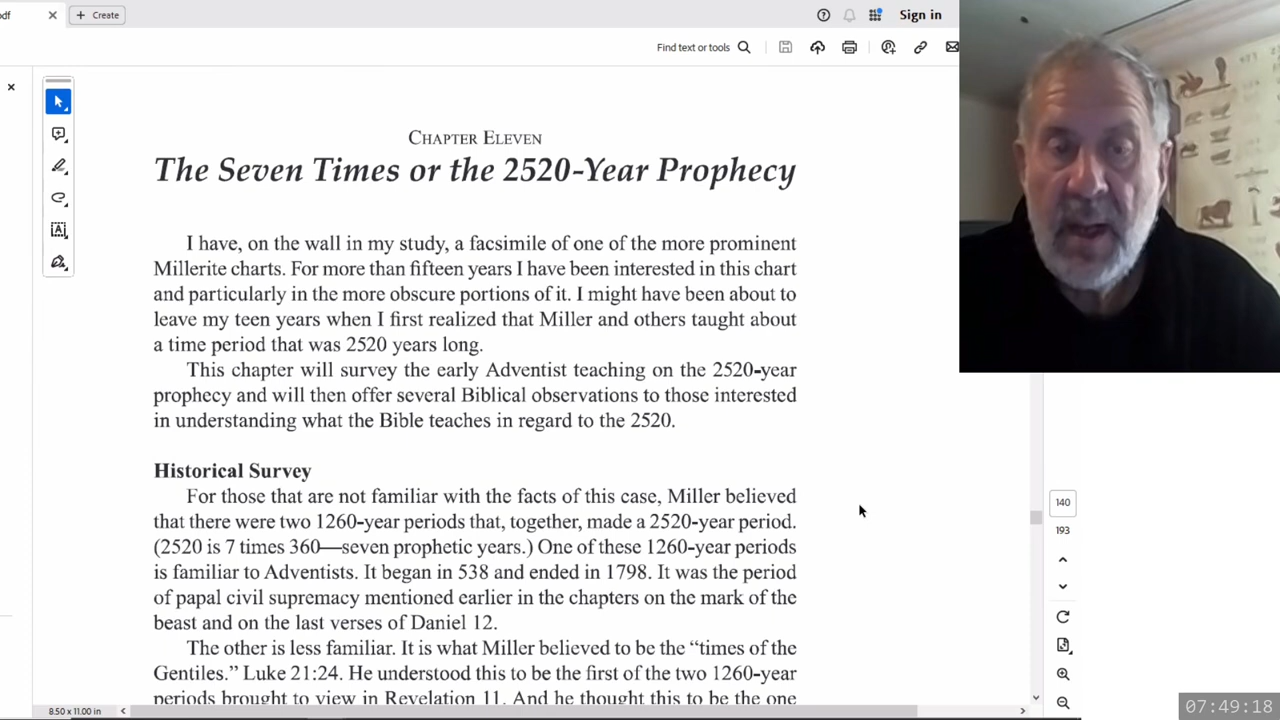 df
Create
Sign in
Find text or tools
CHAPTER ELEVEN
The Seven Times or the 2520-Year Prophecy
I have, on the wall in my study, a facsimile of one of the more prominent
Millerite charts. For more than fifteen years I have been interested in this chart
and particularly in the more obscure portions of it. I might have been about to
leave my teen years when I first realized that Miller and others taught about
a time period that was 2520 years long.
This chapter will survey the early Adventist teaching on the 2520-year
prophecy and will then offer several Biblical observations to those interested
in understanding what the Bible teaches in regard to the 2520.
Historical Survey
For those that are not familiar with the facts of this case, Miller believed
that there were two 1260-year periods that, together, made a 2520-year period.
(2520 is 7 times 360—seven prophetic years.) One of these 1260-year periods
is familiar to Adventists. It began in 538 and ended in 1798. It was the period
of papal civil supremacy mentioned earlier in the chapters on the mark of the
beast and on the last verses of Daniel 12.
The other is less familiar. It is what Miller believed to be the “times of the
Gentiles.” Luke 21:24. He understood this to be the first of the two 1260-year
periods brought to view in Revelation 11. And he thought this to be the one
140
193
8.50 x 11.00 in
07:49:18